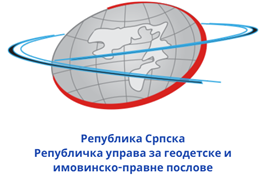 Република Српска
Републичка управа за геодетске и
имовинско-правне послове